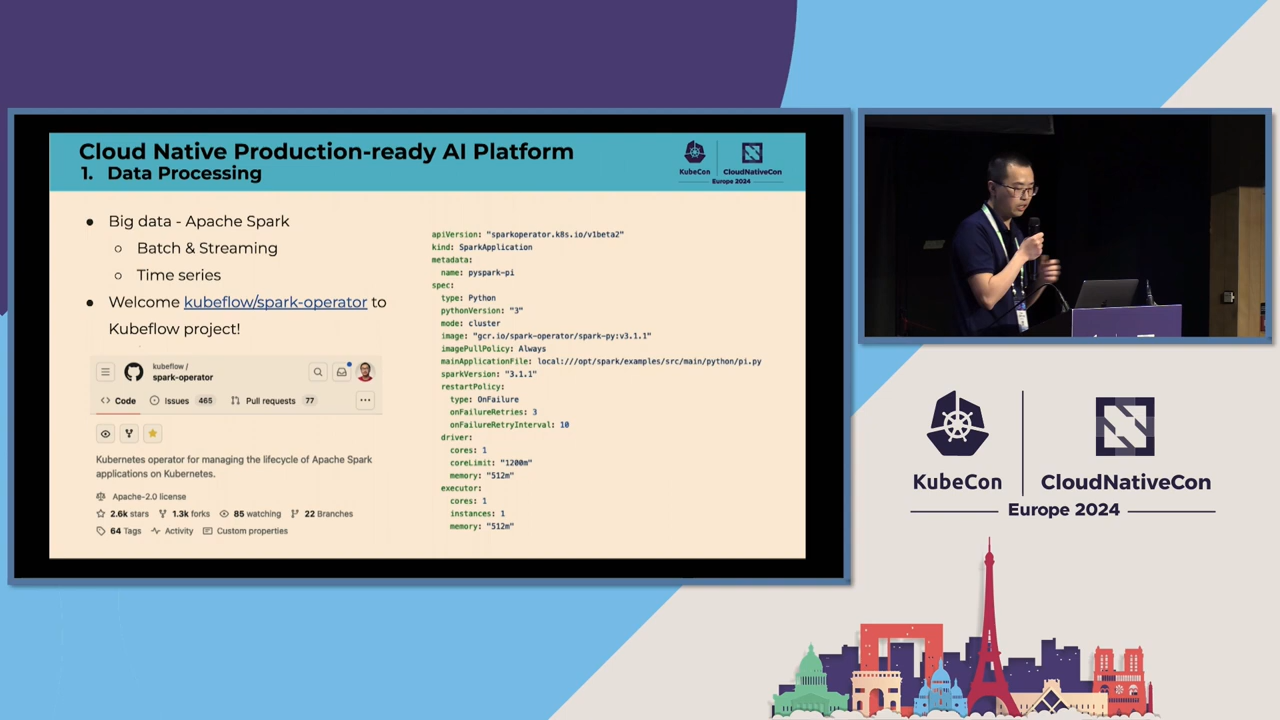 Cloud Native Production-ready AI Platform
1. Data Processing
KubeCon
CloudNativeCon
Europe 2024
● Big data - Apache Spark
○ Batch & Streaming
○ Time series
● Welcome kubeflow/spark-operator to
Kubeflow project!
kubeflow /
spark-operator
Code Issues 465 Pull requests 77
Kubernetes operator for managing the lifecycle of Apache Spark
applications on Kubernetes.
Apache-2.0 license
2.6k stars 1.3k forks 85 watching 22 Branches
64 Tags Activity Custom properties
apiVersion: "sparkoperator.k8s.io/v1beta2"
kind: SparkApplication
metadata:
name: pyspark-pi
spec:
type: Python
pythonVersion: "3"
mode: cluster
image: "gcr.io/spark-operator/spark-py:v3.1.1"
imagePullPolicy: Always
mainApplicationFile: local:///opt/spark/examples/src/main/python/pi.py
sparkVersion: "3.1.1"
restartPolicy:
type: OnFailure
onFailureRetries: 3
onFailureRetryInterval: 10
driver:
cores: 1
coreLimit: "1200m"
memory: "512m"
executor:
cores: 1
instances: 1
memory: "512m"
KubeCon
CloudNativeCon
Europe 2024